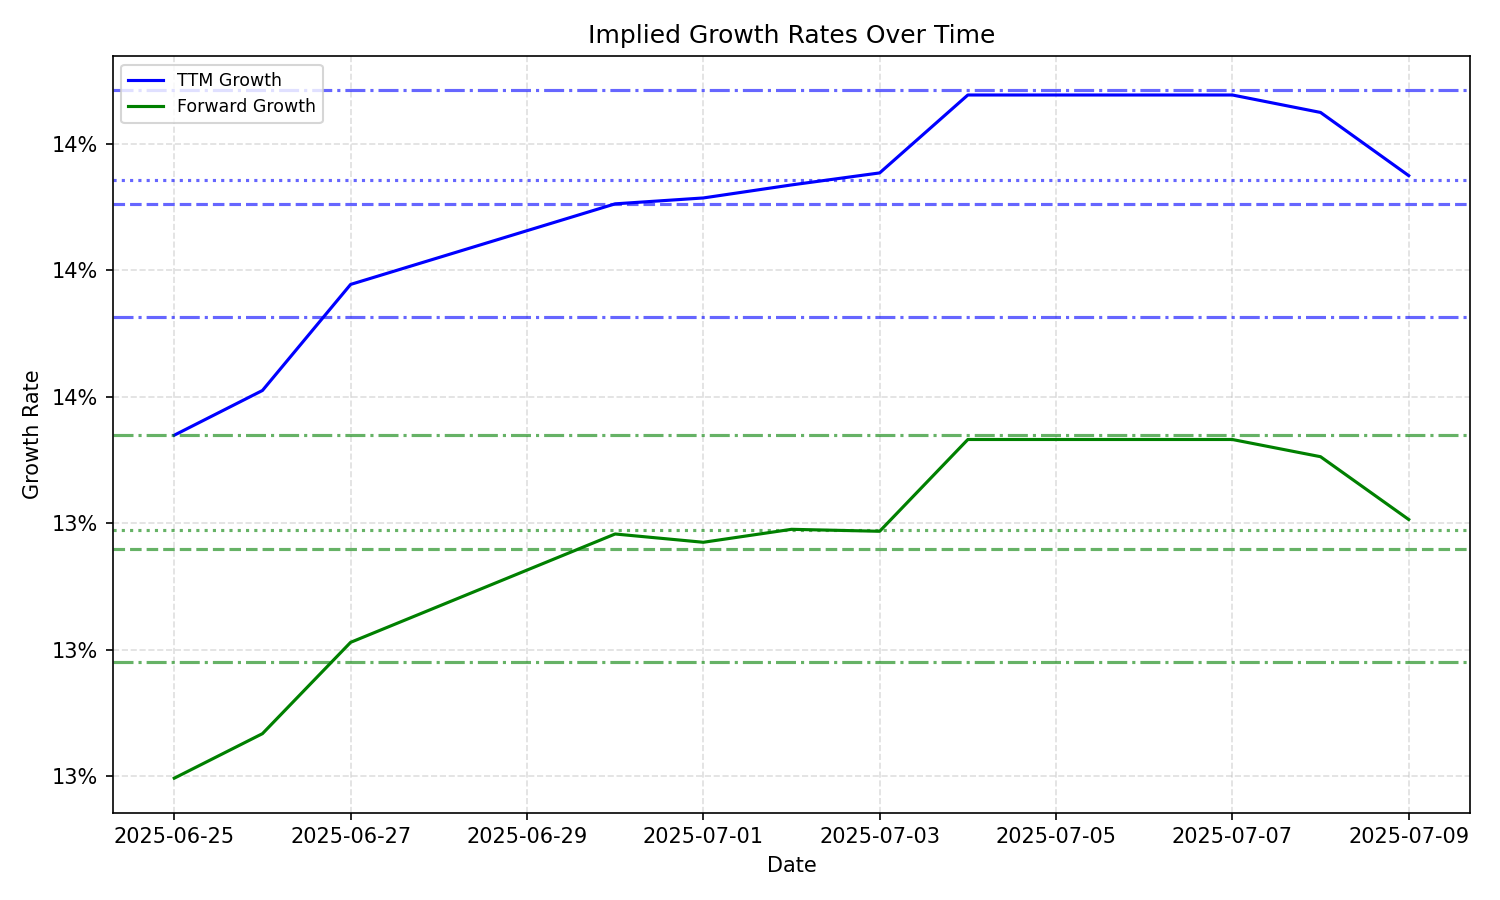 Implied Growth Rates Over Time
TTM Growth
Forward Growth
14%
14%
14%
13%
13%
13%
Growth Rate
2025-06-25
2025-06-27
2025-06-29
2025-07-01
2025-07-03
2025-07-05
2025-07-07
2025-07-09
Date